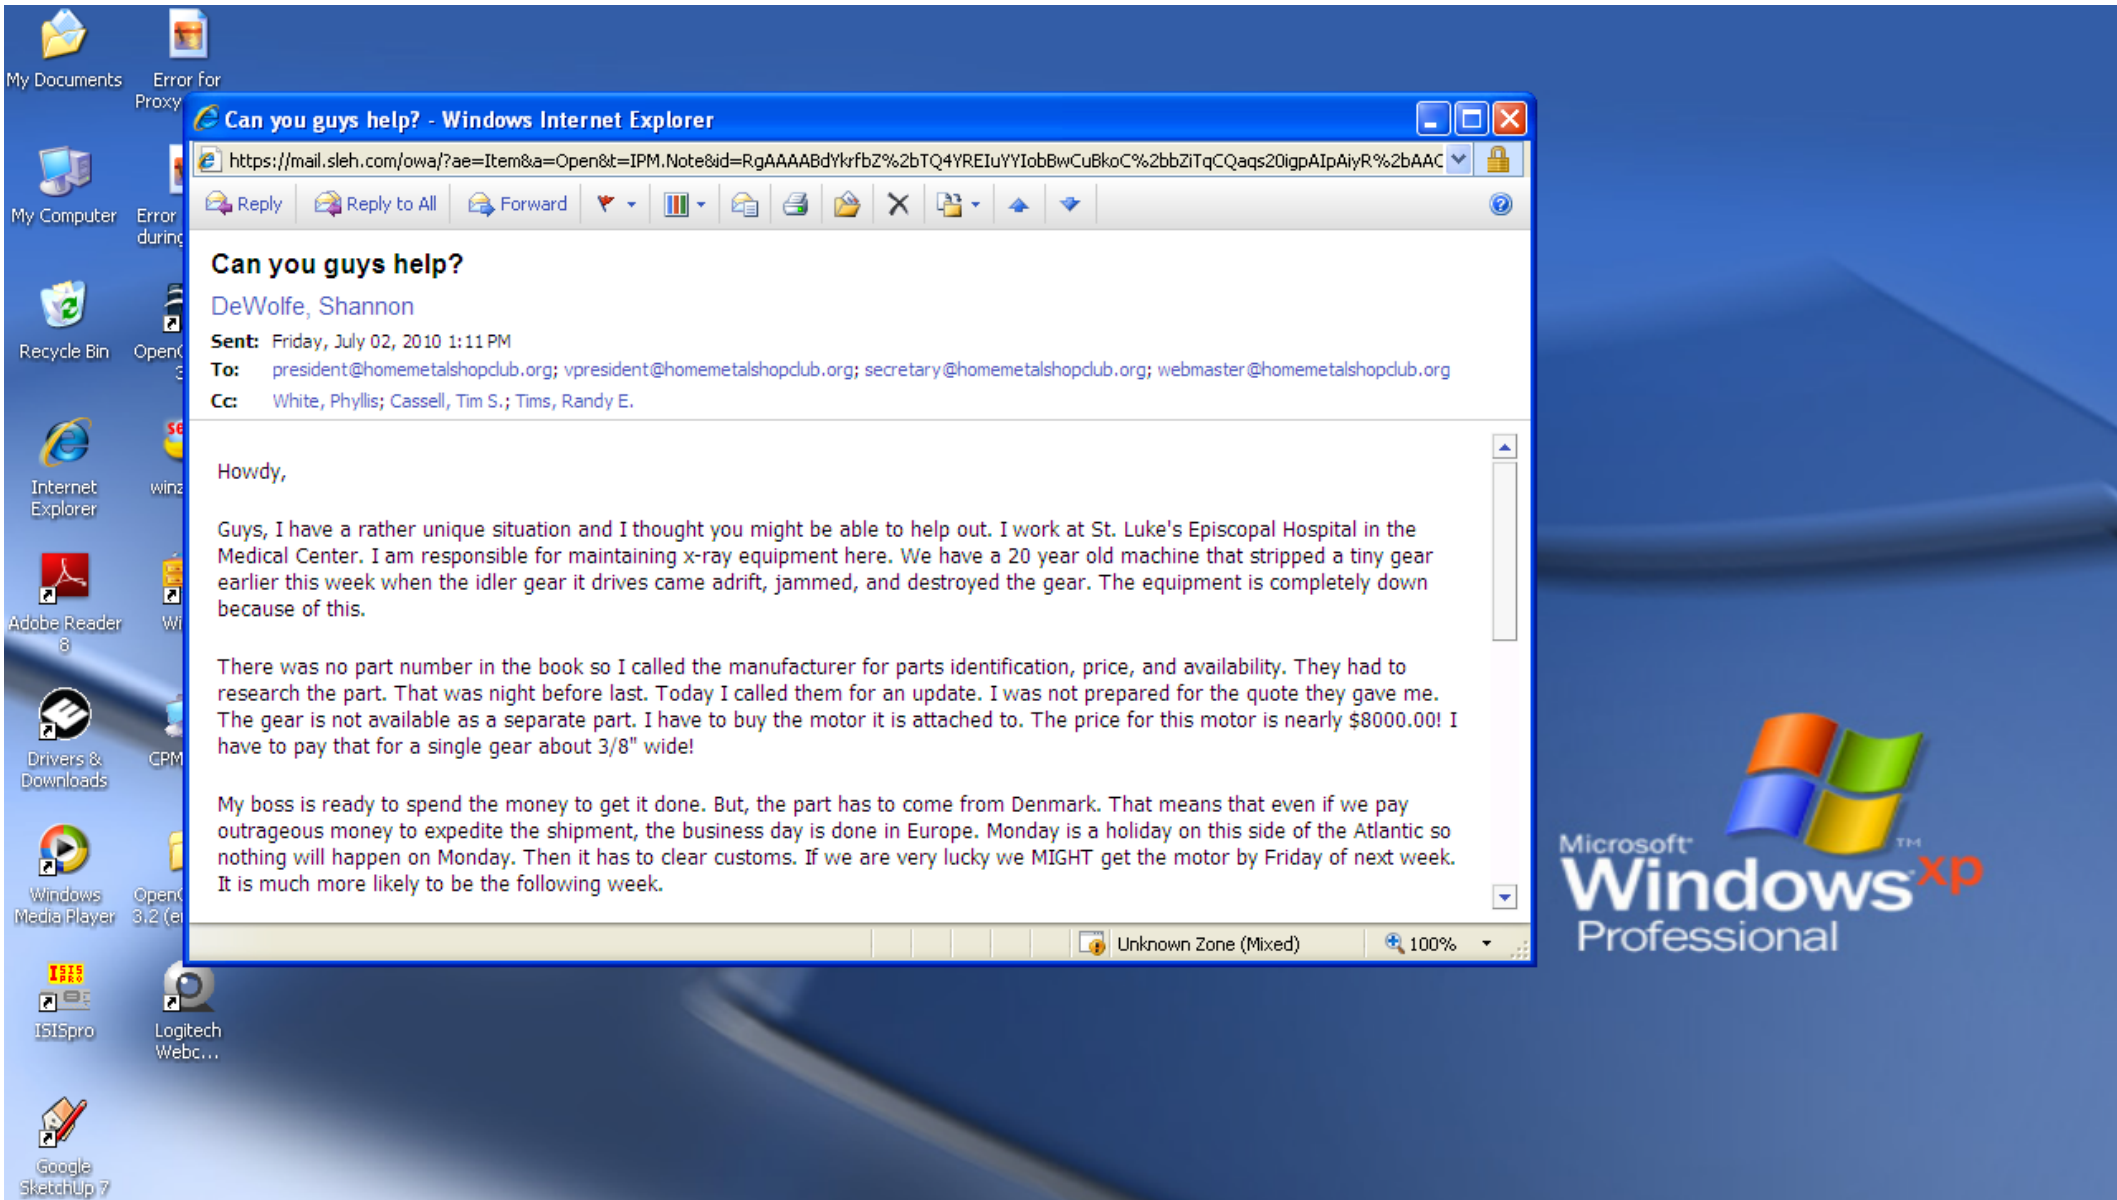 My Documents
Error for
Proxy
My Computer
Error
during
Recycle Bin
Internet
Explorer
Adobe Reader
8
Drivers &
Downloads
CPM
Windows
Media Player
ISISpro
Logitech
Webc...
Google
SketchUp 7
Can you guys help? - Windows Internet Explorer
https://mail.sleh.com/owa/?ae=Item&a=Open&t=IPM.Note&id=RgAAAABdYkrfbZ%2bTQ4YREIuYYIobBwCuBkoC%2bbZiTqCQaqs20igpAIpAiyR%2bAAC
Reply Reply to All Forward
Can you guys help?
DeWolfe, Shannon
Sent: Friday, July 02, 2010 1:11 PM
To: president@homemetalshopclub.org; vpresident@homemetalshopclub.org; secretary@homemetalshopclub.org; webmaster@homemetalshopclub.org
Cc: White, Phyllis; Cassell, Tim S.; Tims, Randy E.
Howdy,
Guys, I have a rather unique situation and I thought you might be able to help out. I work at St. Luke's Episcopal Hospital in the
Medical Center. I am responsible for maintaining x-ray equipment here. We have a 20 year old machine that stripped a tiny gear
earlier this week when the idler gear it drives came adrift, jammed, and destroyed the gear. The equipment is completely down
because of this.
There was no part number in the book so I called the manufacturer for parts identification, price, and availability. They had to
research the part. That was night before last. Today I called them for an update. I was not prepared for the quote they gave me.
The gear is not available as a separate part. I have to buy the motor it is attached to. The price for this motor is nearly $8000.00! I
have to pay that for a single gear about 3/8" wide!
My boss is ready to spend the money to get it done. But, the part has to come from Denmark. That means that even if we pay
outrageous money to expedite the shipment, the business day is done in Europe. Monday is a holiday on this side of the Atlantic so
nothing will happen on Monday. Then it has to clear customs. If we are very lucky we MIGHT get the motor by Friday of next week.
It is much more likely to be the following week.
Unknown Zone (Mixed) 100%
Microsoft
Windows xp
Professional